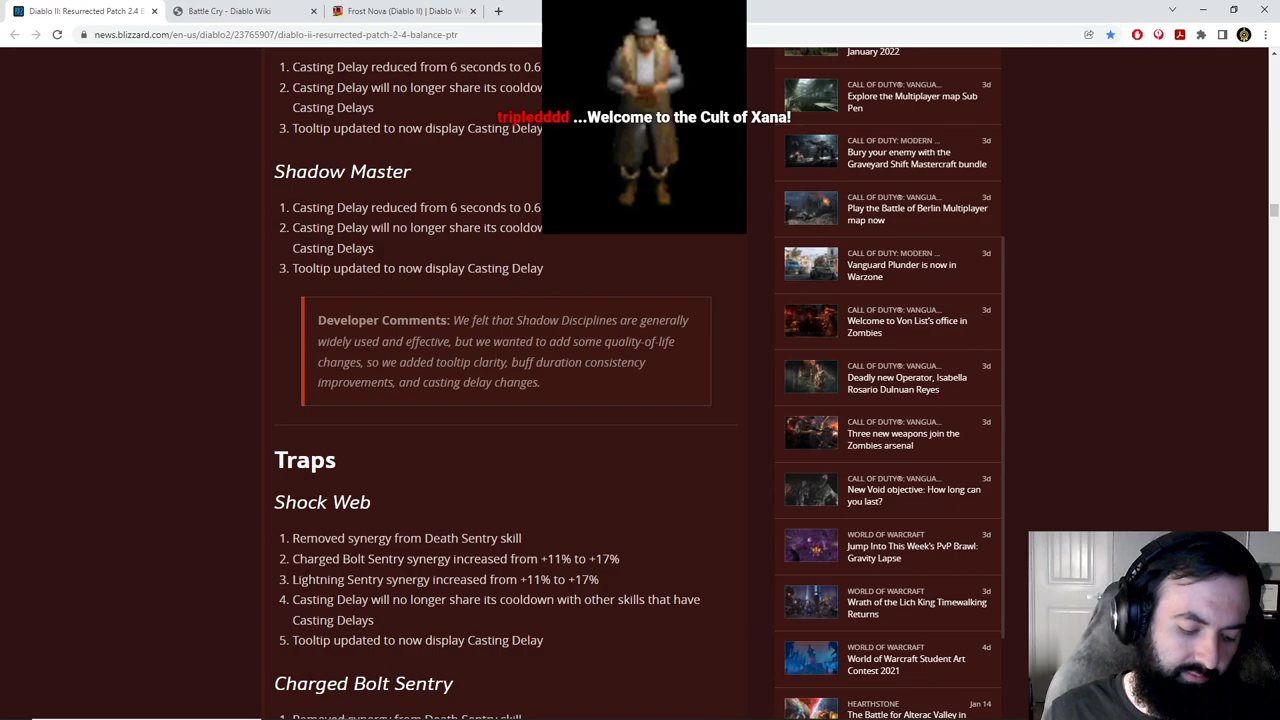 Diablo II: Resurrected Patch 2.4 B
Battle Cry - Diablo Wiki
Frost Nova (Diablo II) | Diablo W
news.blizzard.com/en-us/diablo2/23765907/diablo-ii-resurrected-patch-2-4-balance-ptr
1. Casting Delay reduced from 6 seconds to 0.6
2. Casting Delay will no longer share its cooldow
Casting Delays
3. Tooltip updated to now display Casting De
tripledddd ...Welcome to the Cult of Xana!
Shadow Master
1. Casting Delay reduced from 6 seconds to 0.6
2. Casting Delay will no longer share its cooldow
Casting Delays
3. Tooltip updated to now display Casting Delay
Developer Comments: We felt that Shadow Disciplines are generally
widely used and effective, but we wanted to add some quality-of-life
changes, so we added tooltip clarity, buff duration consistency
improvements, and casting delay changes.
Traps
Shock Web
1. Removed synergy from Death Sentry skill
2. Charged Bolt Sentry synergy increased from +11% to +17%
3. Lightning Sentry synergy increased from +11% to +17%
4. Casting Delay will no longer share its cooldown with other skills that have
Casting Delays
5. Tooltip updated to now display Casting Delay
Charged Bolt Sentry
1. Removed synergy from Death Sentry skill
January 2022
CALL OF DUTY®: VANGUA... 3d
Explore the Multiplayer map Sub
Pen
CALL OF DUTY: MODERN ... 3d
Bury your enemy with the
Graveyard Shift Mastercraft bundle
CALL OF DUTY®: VANGUA... 3d
Play the Battle of Berlin Multiplayer
map now
CALL OF DUTY: MODERN ... 3d
Vanguard Plunder is now in
Warzone
CALL OF DUTY®: VANGUA... 3d
Welcome to Von List's office in
Zombies
CALL OF DUTY®: VANGUA... 3d
Deadly new Operator, Isabella
Rosario Dulnuan Reyes
CALL OF DUTY®: VANGUA... 3d
Three new weapons join the
Zombies arsenal
CALL OF DUTY®: VANGUA... 3d
New Void objective: How long can
you last?
WORLD OF WARCRAFT 3d
Jump Into This Week's PvP Brawl:
Gravity Lapse
WORLD OF WARCRAFT 3d
Wrath of the Lich King Timewalking
Returns
WORLD OF WARCRAFT 4d
World of Warcraft Student Art
Contest 2021
HEARTHSTONE Jan 14
The Battle for Alterac Valley in